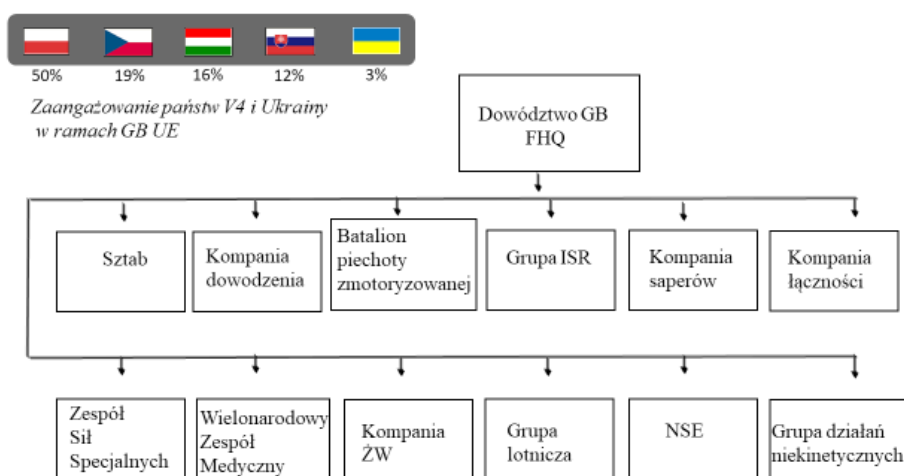 50% 19% 16% 12% 3%
Zaangażowanie państw V4 i Ukrainy
w ramach GB UE
Dowództwo GB
FHQ
Sztab
Kompania
dowodzenia
Batalion
piechoty
zmotoryzowanej
Grupa ISR
Kompania
saperów
Kompania
łączności
Zespół
Sił
Specjalnych
Wielonarodowy
Zespół
Medyczny
Kompania
ŻW
Grupa
lotnicza
NSE
Grupa działań
niekinetycznych